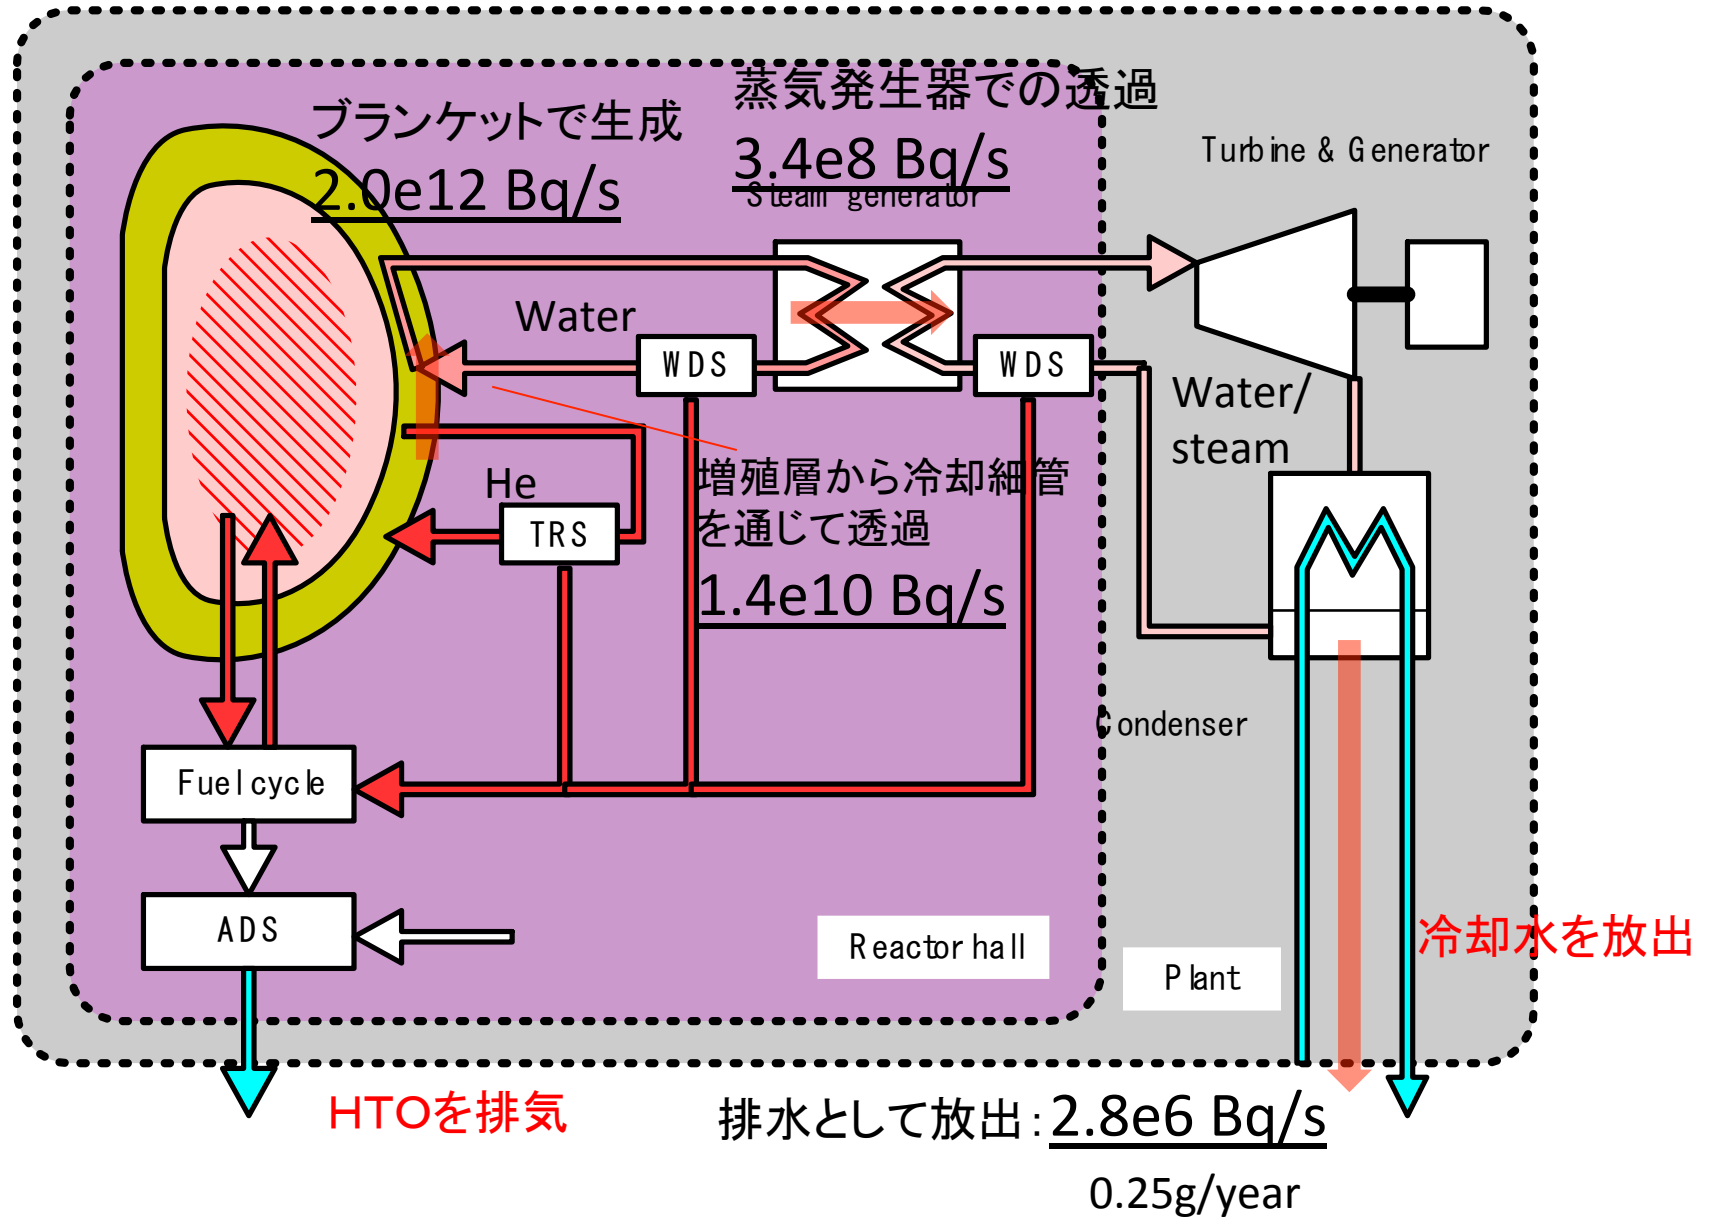 蒸気発生器での透過
ブランケットで生成
3.4e8 Bq/s
Turbine & Generator
2.0e12 Bq/s
Steam generator
Water
WDS
WDS
Water/
steam
増殖層から冷却細管
He
を通じて透過
TRS
1.4e10 Bq/s
Condenser
Fuel cycle
ADS
Reactor hall
冷却水を放出
Plant
HTOを排気
排水として放出:2.8e6 Bq/s
0.25g/year